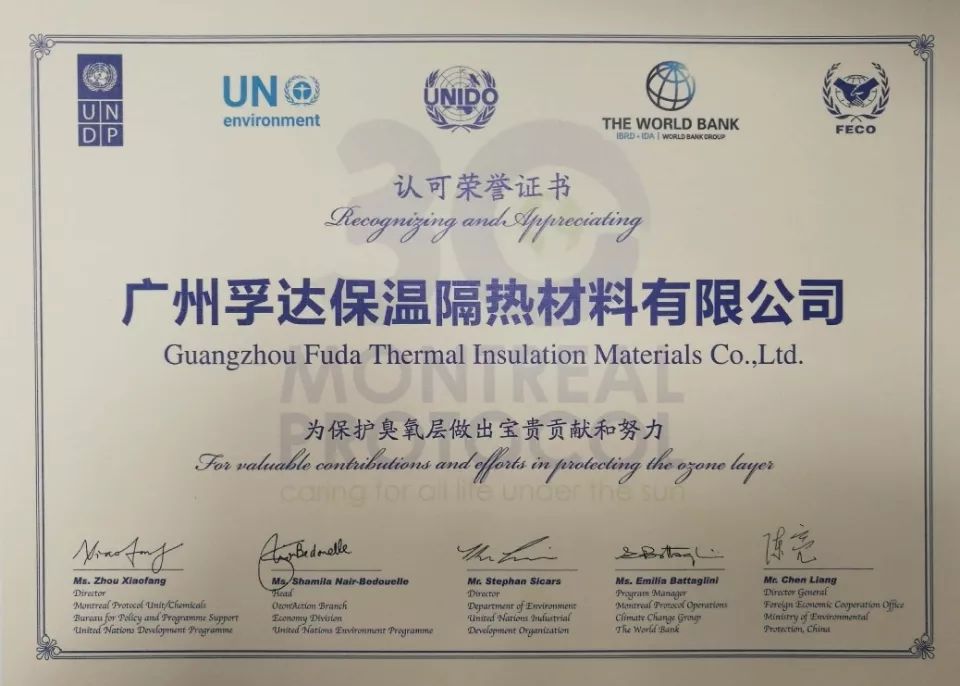 UN
DP
UN
environment
UNIDO
THE WORLD BANK
IBRD • IDA | WORLD BANK GROUP
FECO
30
认可荣誉证书
Recognizing and Appreciating
广州孚达保温隔热材料有限公司
Guangzhou Fuda Thermal Insulation Materials Co.,Ltd.
MONTREAL
PROTOCOL
为保护臭氧层做出宝贵贡献和努力
For valuable contributions and efforts in protecting the ozone layer
caring for all life under the sun
Ms. Zhou Xiaofang
Director
Montreal Protocol Unit/Chemicals
Bureau for Policy and Programme Support
United Nations Development Programme
Ms. Shamila Nair-Bedouelle
Head
OzonAction Branch
Economy Division
United Nations Environment Programme
Mr. Stephan Sicars
Director
Department of Environment
United Nations Industrial
Development Organization
Ms. Emilia Battaglini
Program Manager
Montreal Protocol Operations
Climate Change Group
The World Bank
陈亮
Mr. Chen Liang
Director General
Foreign Economic Cooperation Office
Ministry of Environmental
Protection, China